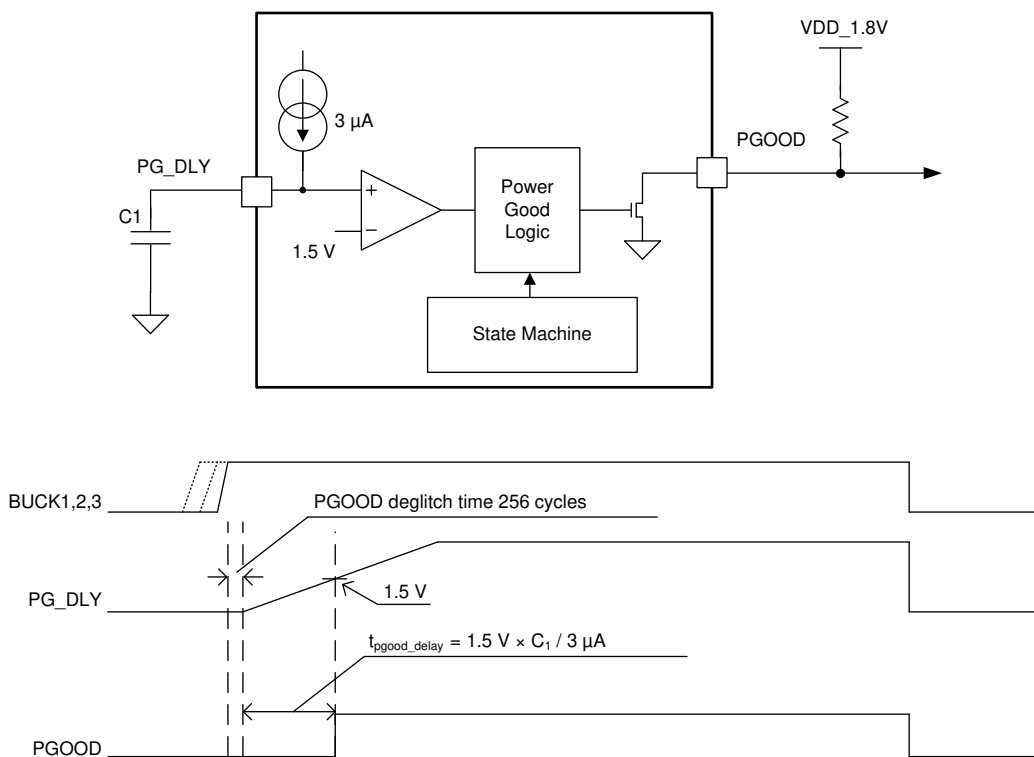 VDD_1.8V
3 µA
PGOOD
PG_DLY
+
Power
Good
Logic
C1
−
1.5 V
State Machine
PGOOD deglitch time 256 cycles
BUCK1,2,3
1.5 V
PG_DLY
tpgood_delay = 1.5 V × C1 / 3 µA
PGOOD